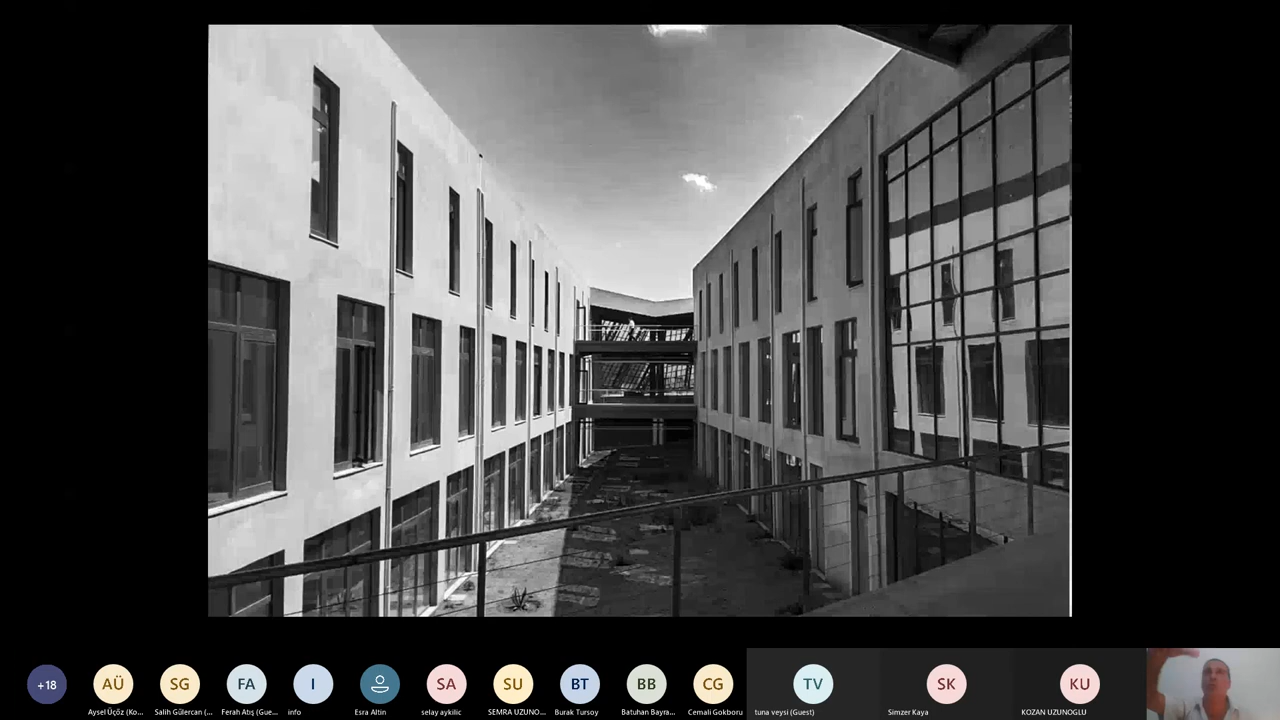 +18
AÜ
SG
FA
I
SA
SU
BT
BB
CG
TV
SK
KU
Aysel Üçöz (Ko...
Salih Gülercan (...
Ferah Atış (Gue...
info
Esra Altin
selay aykilic
SEMRA UZUNO...
Burak Tursoy
Batuhan Bayra...
Cemali Gokboru
tuna veysi (Guest)
Simzer Kaya
KOZAN UZUNOGLU